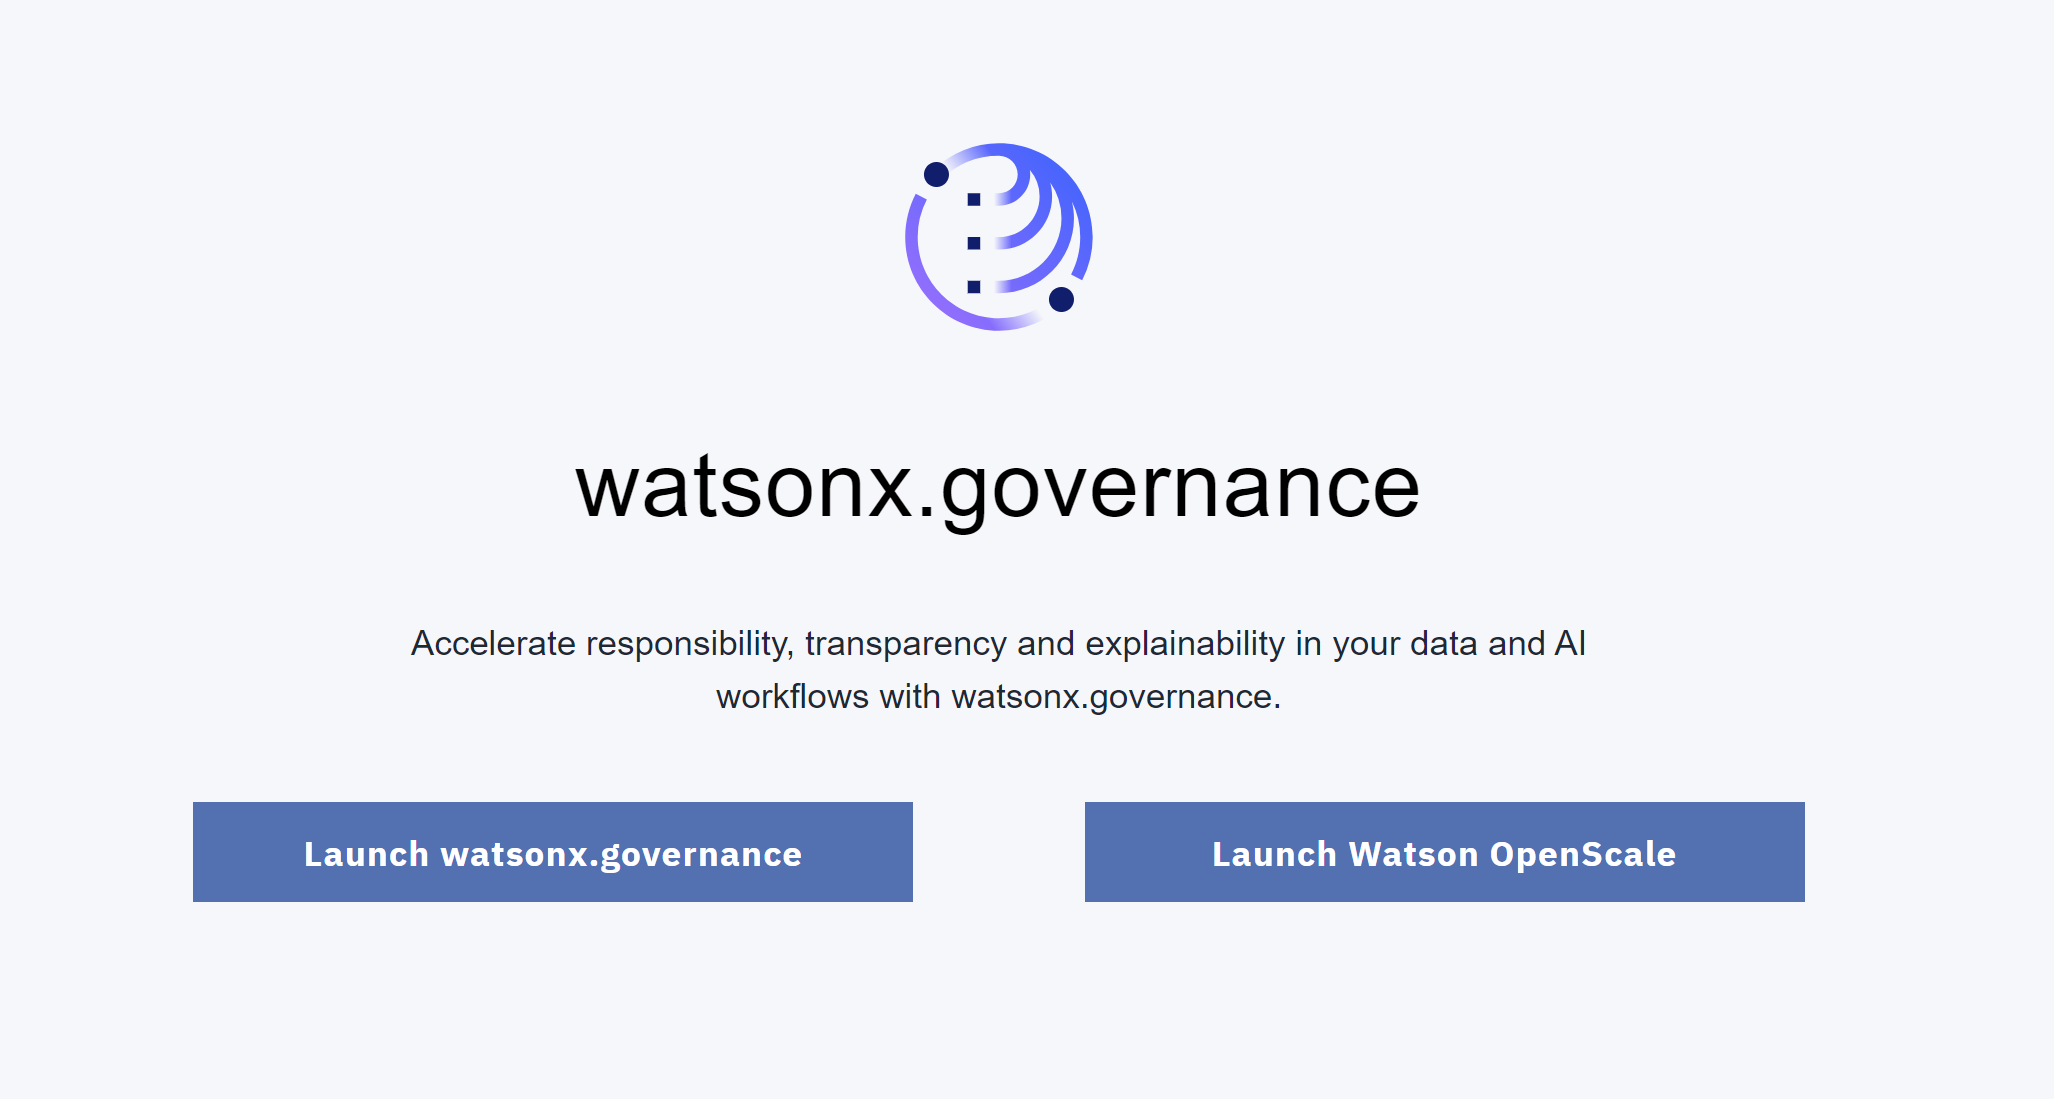 watsonx.governance
Accelerate responsibility, transparency and explainability in your data and AI
workflows with watsonx.governance.
Launch watsonx.governance
Launch Watson OpenScale